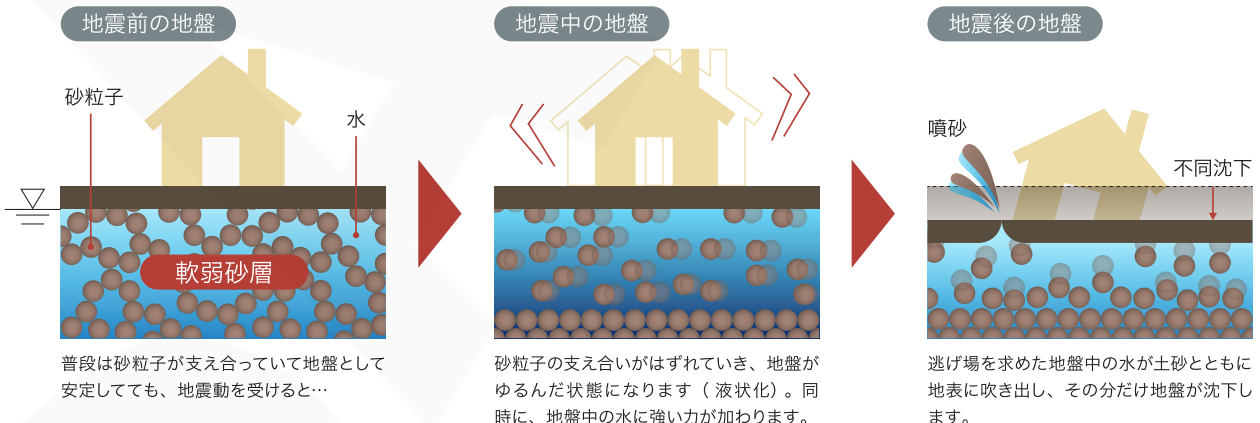 地震前の地盤
砂粒子
水
軟弱砂層
普段は砂粒子が支え合っていて地盤として
安定してても、地震動を受けると…
地震中の地盤
砂粒子の支え合いがはずれていき、地盤が
ゆるんだ状態になります（液状化）。同
時に、地盤中の水に強い力が加わります。
地震後の地盤
噴砂
不同沈下
逃げ場を求めた地盤中の水が土砂とともに
地表に吹き出し、その分だけ地盤が沈下し
ます。